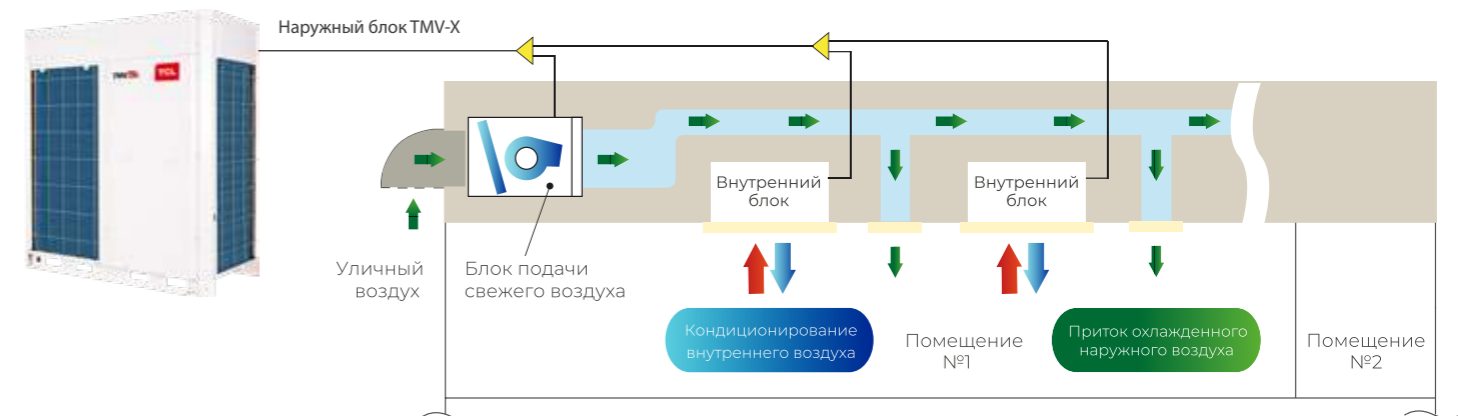 Наружный блок TMV-X
TCL
Внутренний
блок
Внутренний
блок
Уличный
воздух
Блок подачи
свежего воздуха
Кондиционирование
внутреннего воздуха
Помещение
№1
Приток охлажденного
наружного воздуха
Помещение
№2